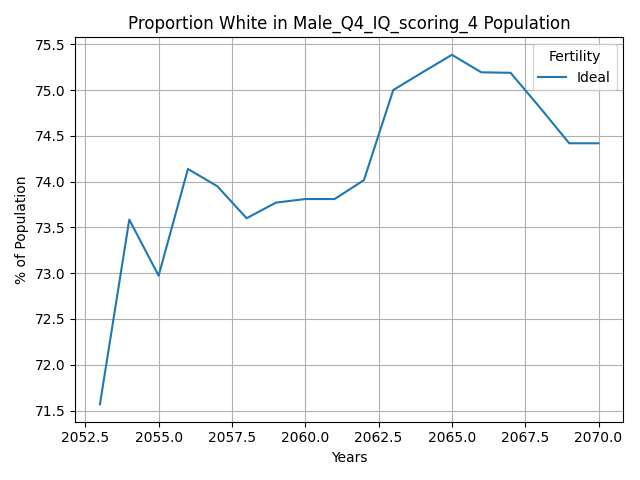 Proportion White in Male_Q4_IQ_scoring_4 Population
Fertility
Ideal
% of Population
75.5
75.0
74.5
74.0
73.5
73.0
72.5
72.0
71.5
2052.5 2055.0 2057.5 2060.0 2062.5 2065.0 2067.5 2070.0
Years